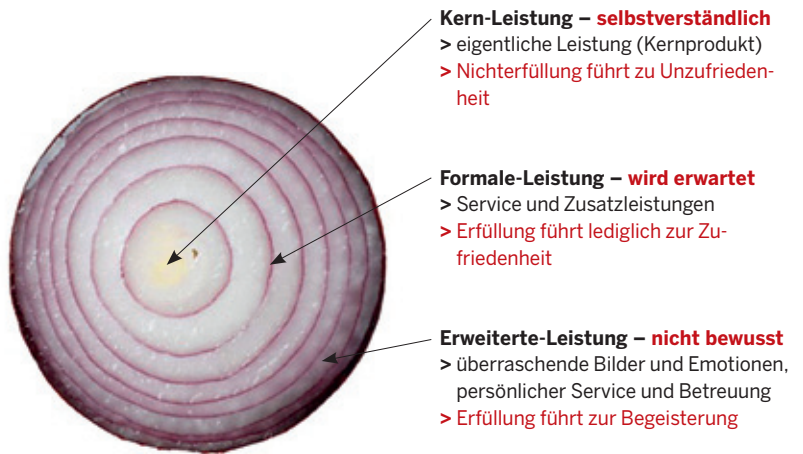 Kern-Leistung – selbstverständlich
> eigentliche Leistung (Kernprodukt)
> Nichterfüllung führt zu Unzufrieden-
heit
Formale-Leistung – wird erwartet
> Service und Zusatzleistungen
> Erfüllung führt lediglich zur Zu-
friedenheit
Erweiterte-Leistung – nicht bewusst
> überraschende Bilder und Emotionen,
persönlicher Service und Betreuung
> Erfüllung führt zur Begeisterung